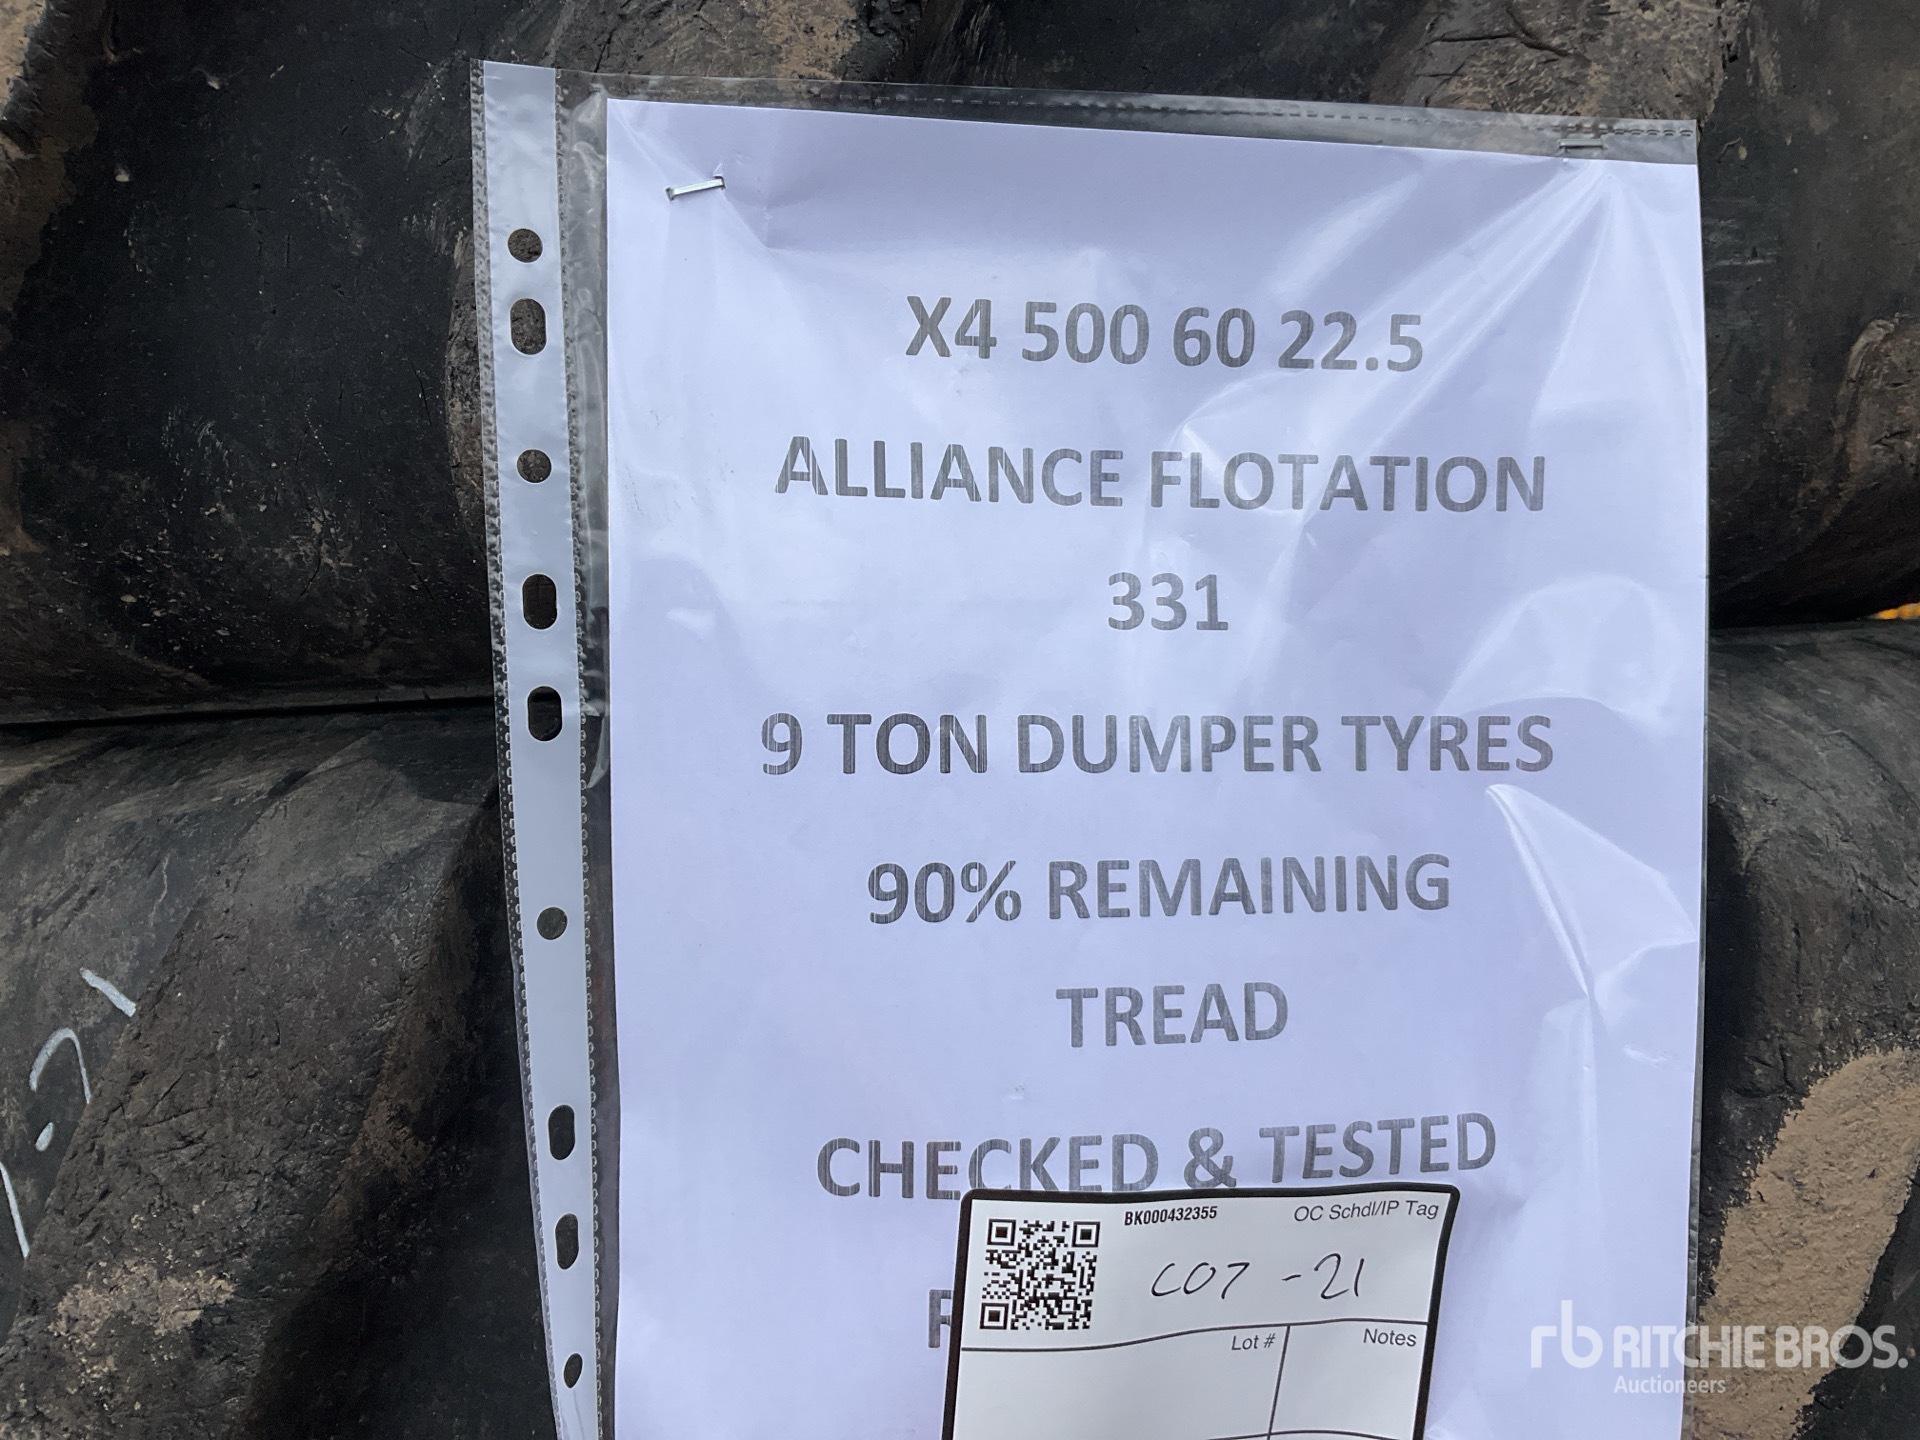 X4 500 60 22.5
ALLIANCE FLOTATION
331
9 TON DUMPER TYRES
90% REMAINING
TREAD
CHECKED & TESTED
BK000432355 OC Schdl/IP Tag
C07 -21
Lot # Notes
rb RITCHIE BROS.
Auctioneers